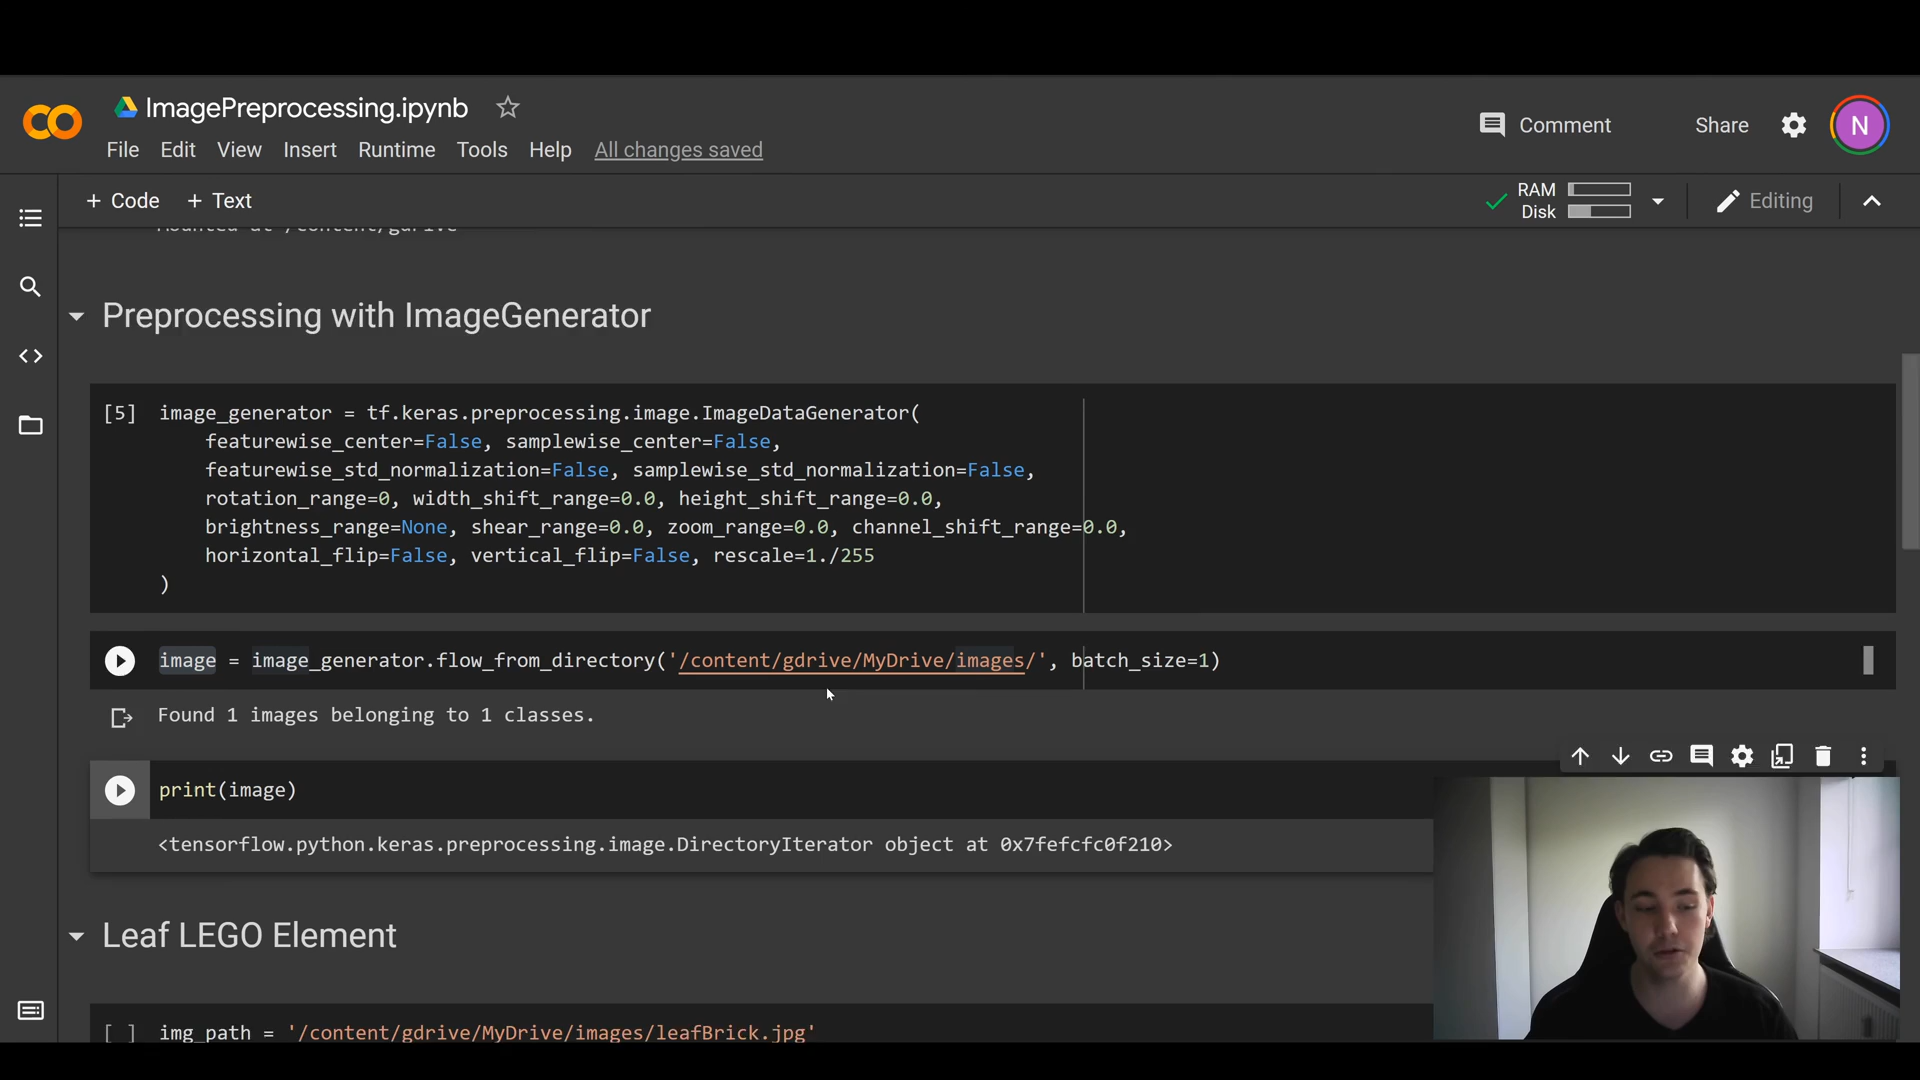 ImagePreprocessing.ipynb
Comment
Share
N
File Edit View Insert Runtime Tools Help All changes saved
+ Code + Text
RAM
Disk
Editing
Mounted at /content/gdrive
Preprocessing with ImageGenerator
[5] image_generator = tf.keras.preprocessing.image.ImageDataGenerator(
featurewise_center=False, samplewise_center=False,
featurewise_std_normalization=False, samplewise_std_normalization=False,
rotation_range=0, width_shift_range=0.0, height_shift_range=0.0,
brightness_range=None, shear_range=0.0, zoom_range=0.0, channel_shift_range=0.0,
horizontal_flip=False, vertical_flip=False, rescale=1./255
)
image = image_generator.flow_from_directory('/content/gdrive/MyDrive/images/', batch_size=1)
Found 1 images belonging to 1 classes.
print(image)
<tensorflow.python.keras.preprocessing.image.DirectoryIterator object at 0x7fefcfc0f210>
Leaf LEGO Element
[ ] img_path = '/content/gdrive/MyDrive/images/leafBrick.jpg'